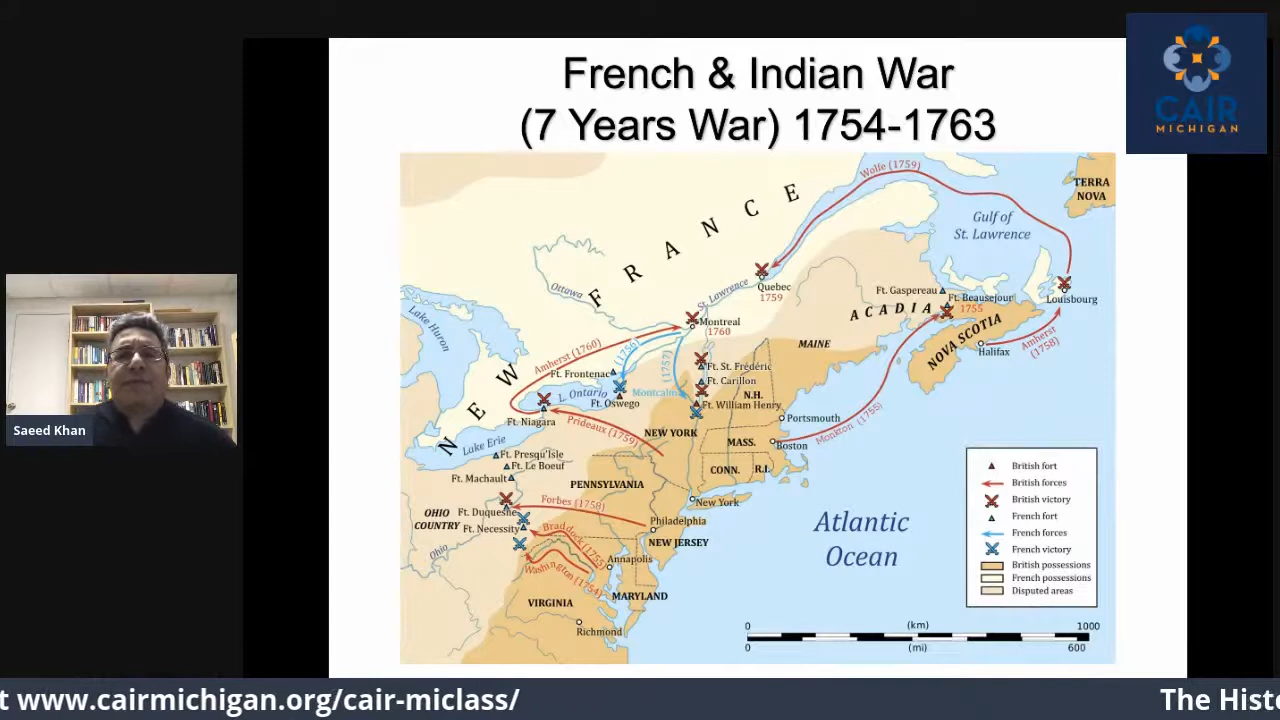 French & Indian War
(7 Years War) 1754-1763
CAIR
MICHIGAN
Wolfe (1759)
TERRA
NOVA
Gulf of
St. Lawrence
NEW FRANCE
Ottawa
St. Lawrence
Quebec
1759
Ft. Gaspereau
Ft. Beausejour
1755
Louisbourg
ACADIA
NOVA SCOTIA
Halifax
Amherst
(1758)
Lake Huron
Montreal
1760
MAINE
Amherst (1760)
(1756)
(1757)
Ft. Frontenac
Ft. St. Frédéric
Ft. Carillon
L. Ontario
Ft. Oswego
Montcalm
N.H.
Ft. William Henry
Ft. Niagara
Prideaux (1759)
NEW YORK
Portsmouth
Monkton (1755)
MASS.
Boston
Lake Erie
Ft. Presqu'Isle
Ft. Le Boeuf
Ft. Machault
CONN.
R.I.
PENNSYLVANIA
New York
OHIO
COUNTRY
Ft. Duquesne
Ft. Necessity
Forbes (1758)
Braddock (1755)
Philadelphia
NEW JERSEY
Ohio
Washington (1754)
Annapolis
MARYLAND
VIRGINIA
Richmond
Atlantic
Ocean
British fort
British forces
British victory
French fort
French forces
French victory
British possessions
French possessions
Disputed areas
0 (km) 1000
0 (mi) 600
Saeed Khan
t www.cairmichigan.org/cair-miclass/
The Histo